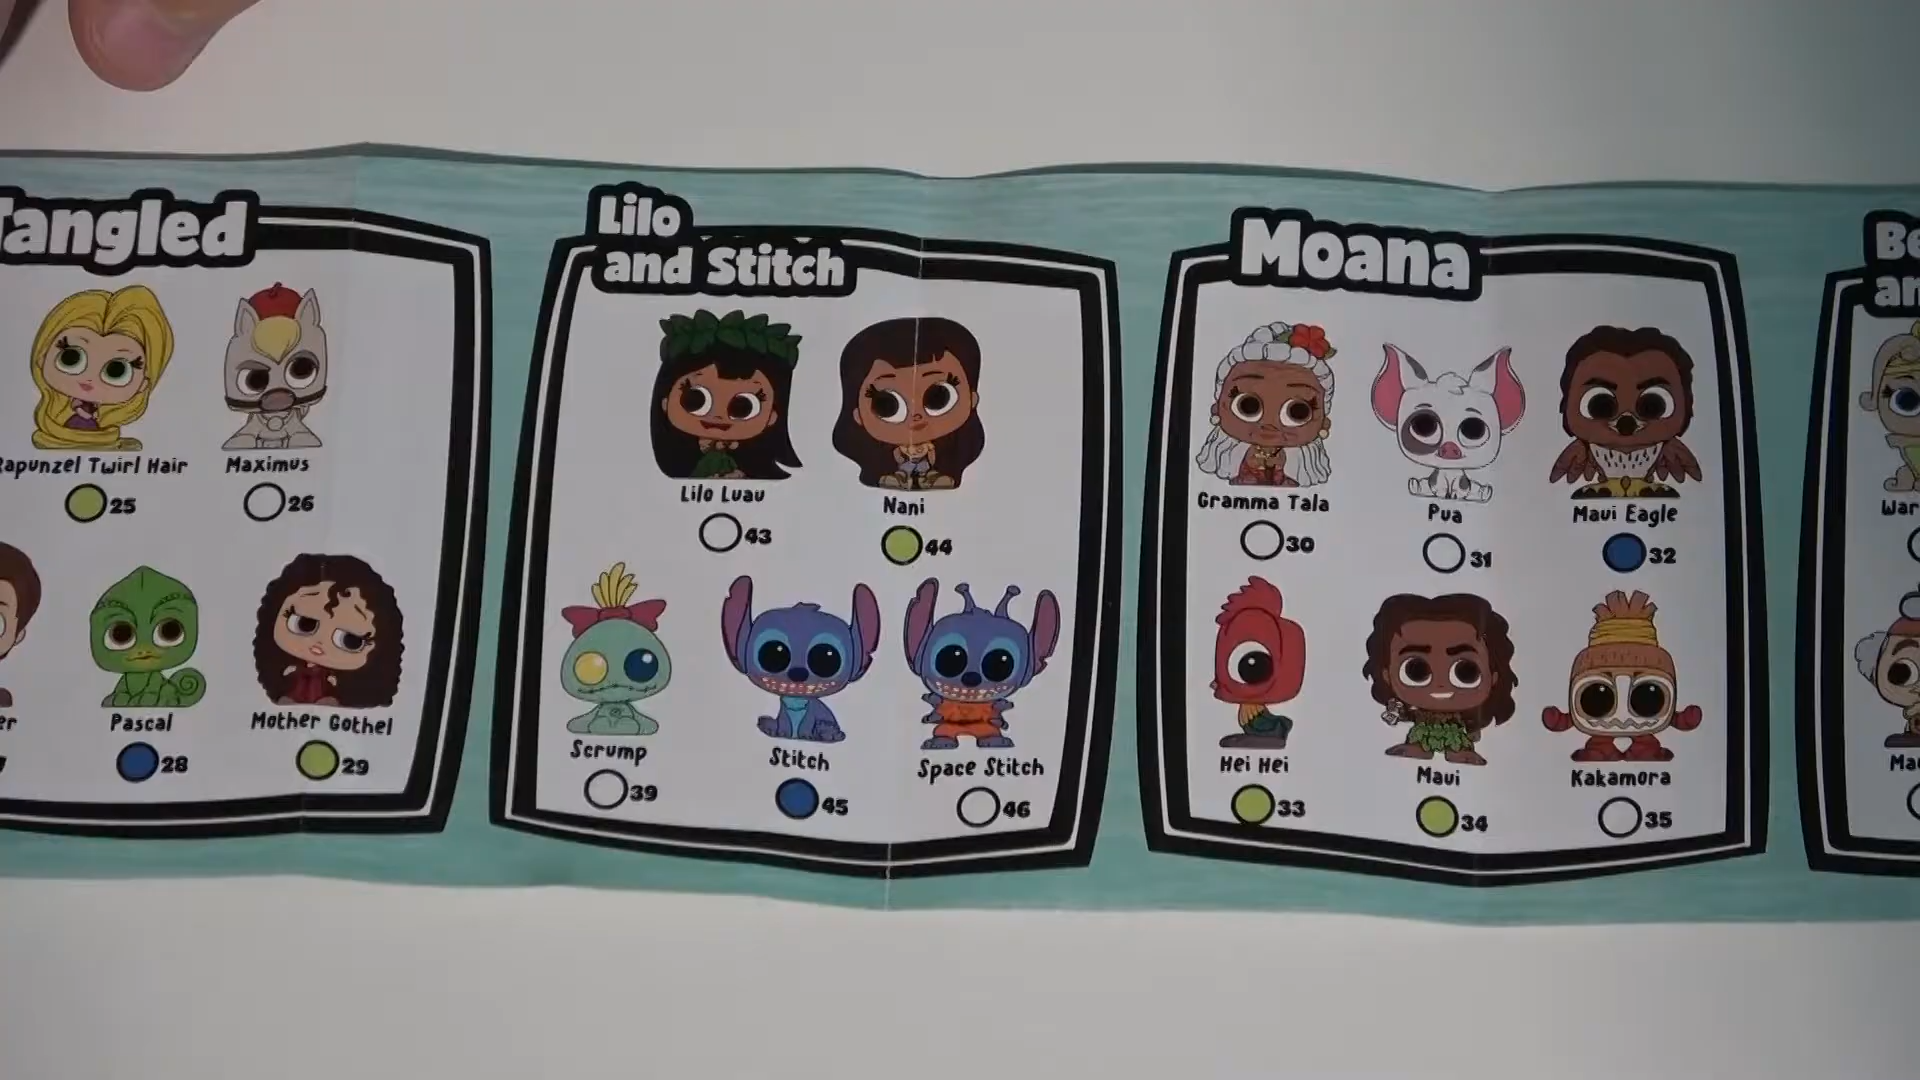 Tangled
Rapunzel Twirl Hair
25
Maximus
26
Pascal
28
Mother Gothel
29
Lilo
and Stitch
Lilo Luau
43
Nani
44
Scrump
39
Stitch
45
Space Stitch
46
Moana
Gramma Tala
30
Pua
31
Maui Eagle
32
Hei Hei
33
Maui
34
Kakamora
35